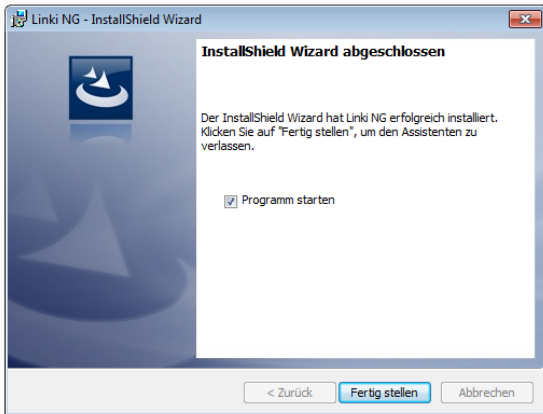 Linki NG - InstallShield Wizard
InstallShield Wizard abgeschlossen
Der InstallShield Wizard hat Linki NG erfolgreich installiert.
Klicken Sie auf "Fertig stellen", um den Assistenten zu
verlassen.
Programm starten
< Zurück
Fertig stellen
Abbrechen